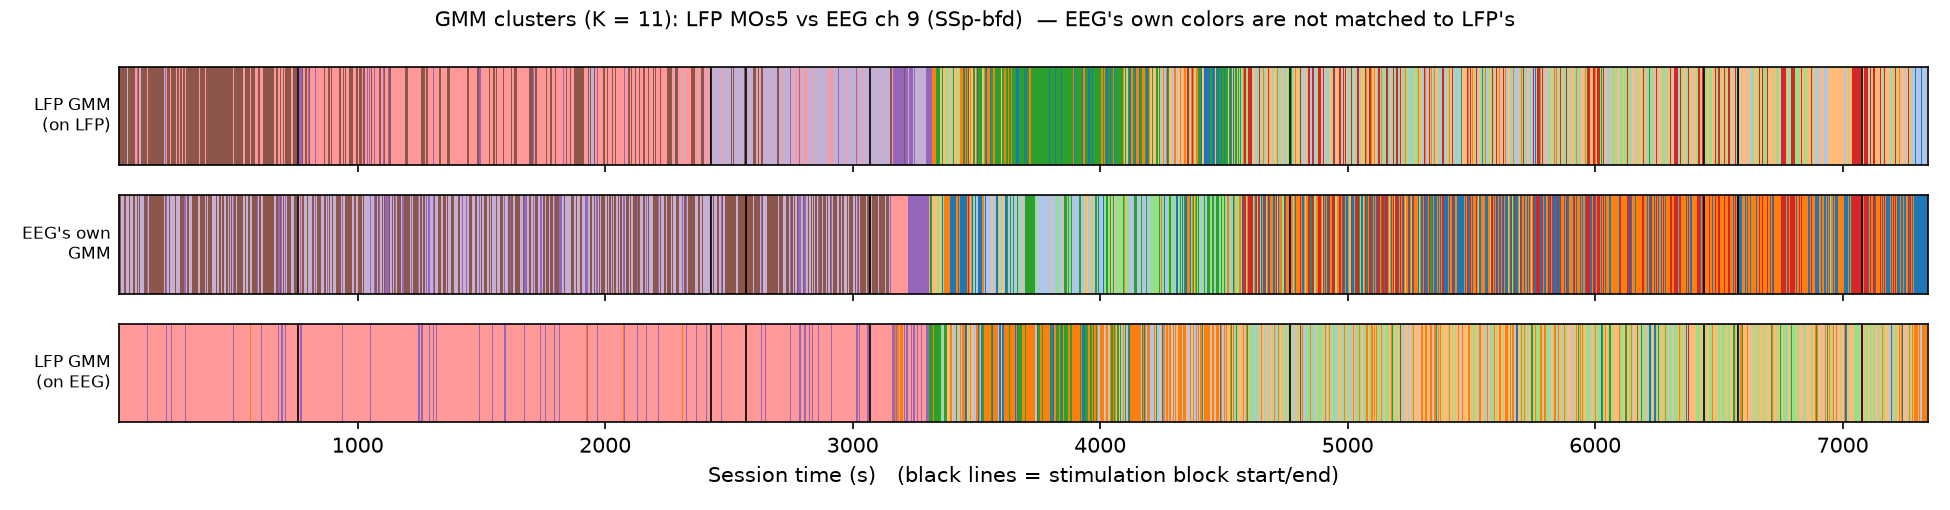 GMM clusters (K = 11): LFP MOs5 vs EEG ch 9 (SSp-bfd)  — EEG's own colors are not matched to LFP's
LFP GMM
(on LFP)
EEG's own
GMM
LFP GMM
(on EEG)
1000 2000 3000 4000 5000 6000 7000
Session time (s)   (black lines = stimulation block start/end)